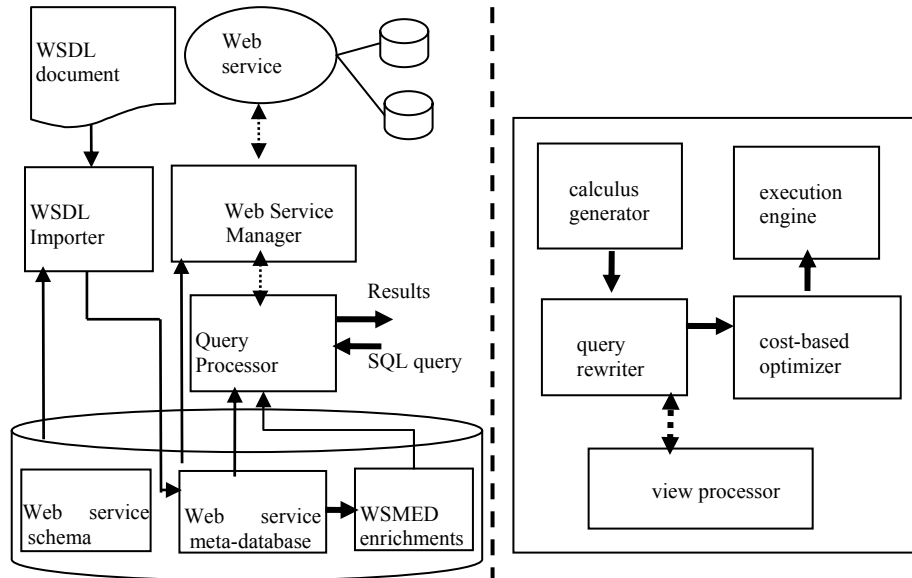 WSDL
document
Web
service
WSDL
Importer
Web Service
Manager
Results
Query
Processor
SQL query
Web service
schema
Web service
meta-database
WSMED
enrichments
calculus
generator
execution
engine
query
rewriter
cost-based
optimizer
view processor